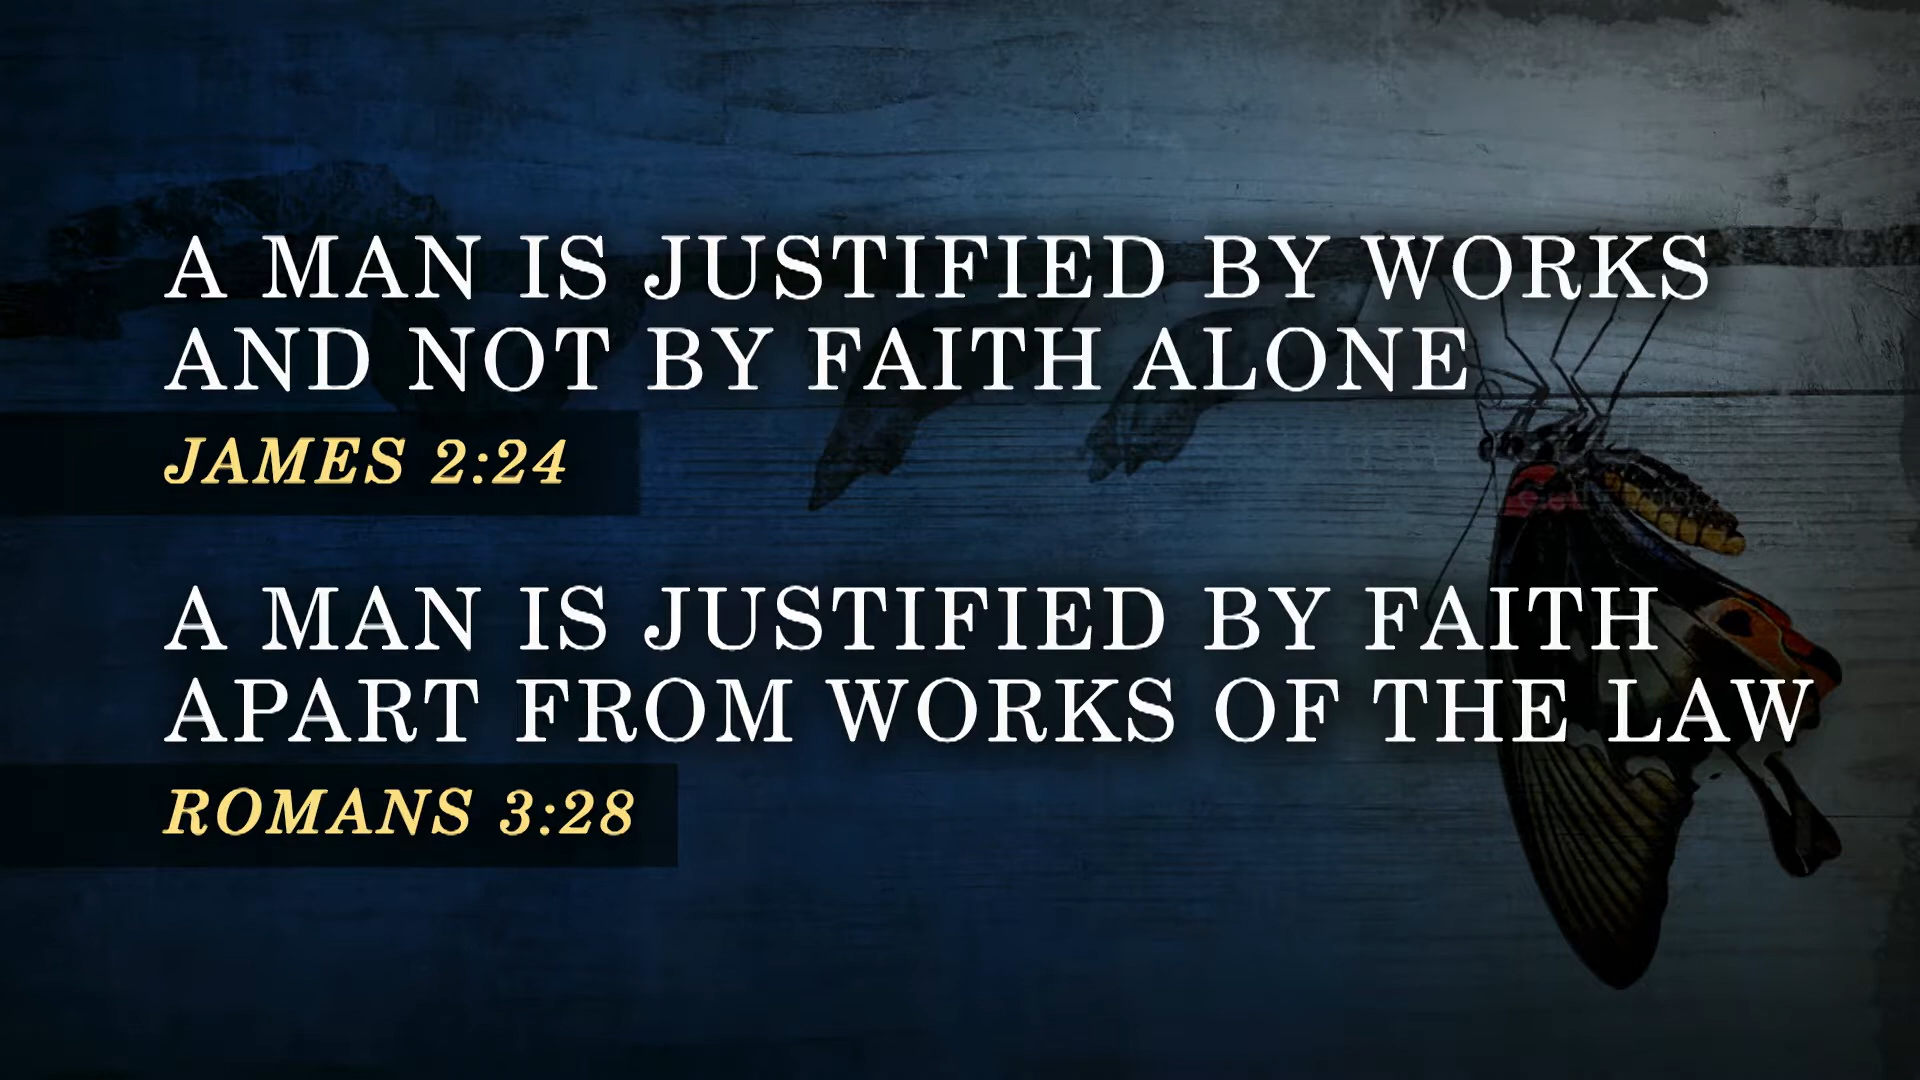 A MAN IS JUSTIFIED BY WORKS
AND NOT BY FAITH ALONE
JAMES 2:24
A MAN IS JUSTIFIED BY FAITH
APART FROM WORKS OF THE LAW
ROMANS 3:28